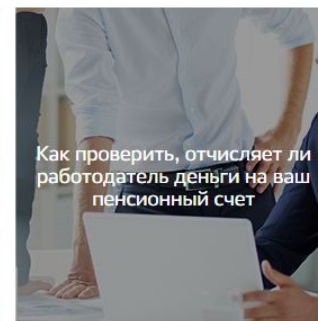 Как проверить, отчисляет ли
работодатель деньги на ваш
пенсионный счет